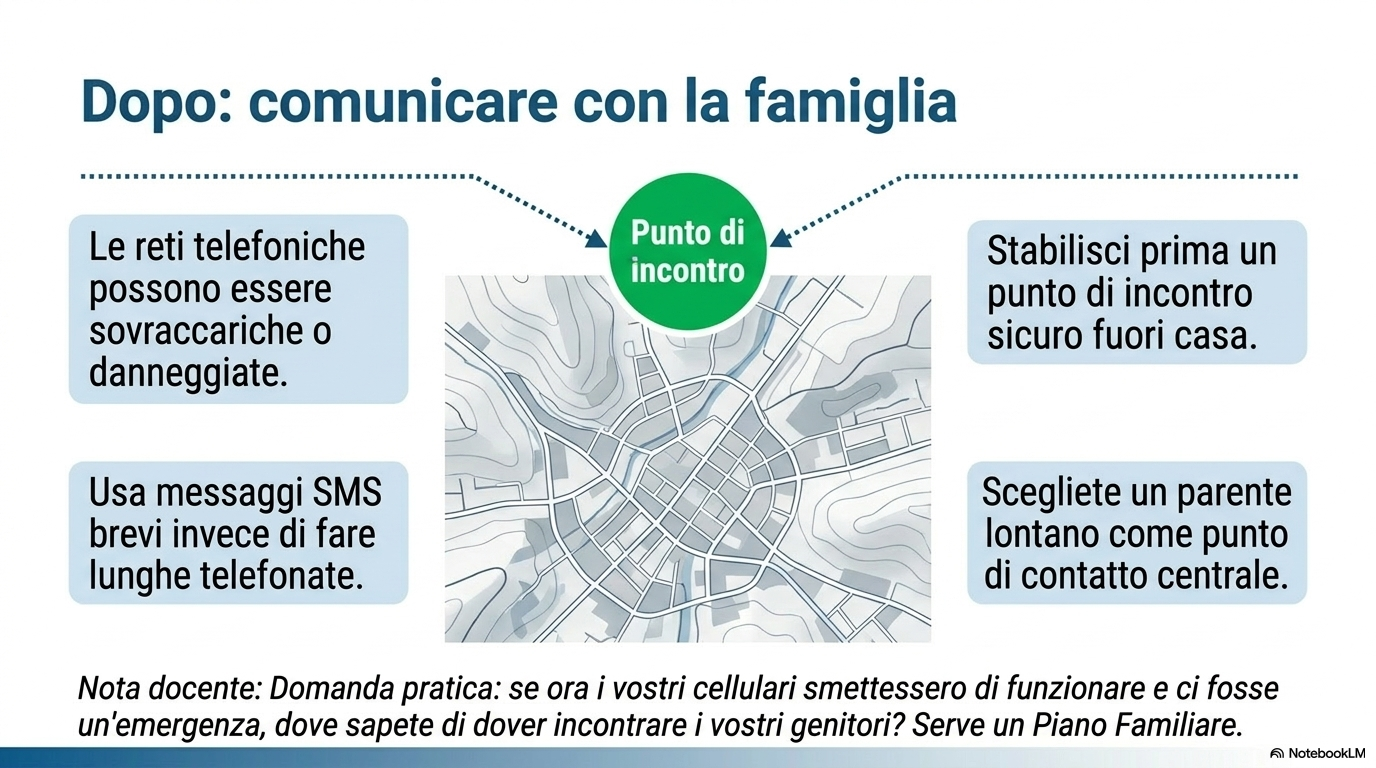 Dopo: comunicare con la famiglia
Punto di
incontro
Le reti telefoniche
possono essere
sovraccariche o
danneggiate.
Stabilisci prima un
punto di incontro
sicuro fuori casa.
Usa messaggi SMS
brevi invece di fare
lunghe telefonate.
Scegliete un parente
lontano come punto
di contatto centrale.
Nota docente: Domanda pratica: se ora i vostri cellulari smettessero di funzionare e ci fosse
un'emergenza, dove sapete di dover incontrare i vostri genitori? Serve un Piano Familiare.
NotebookLM